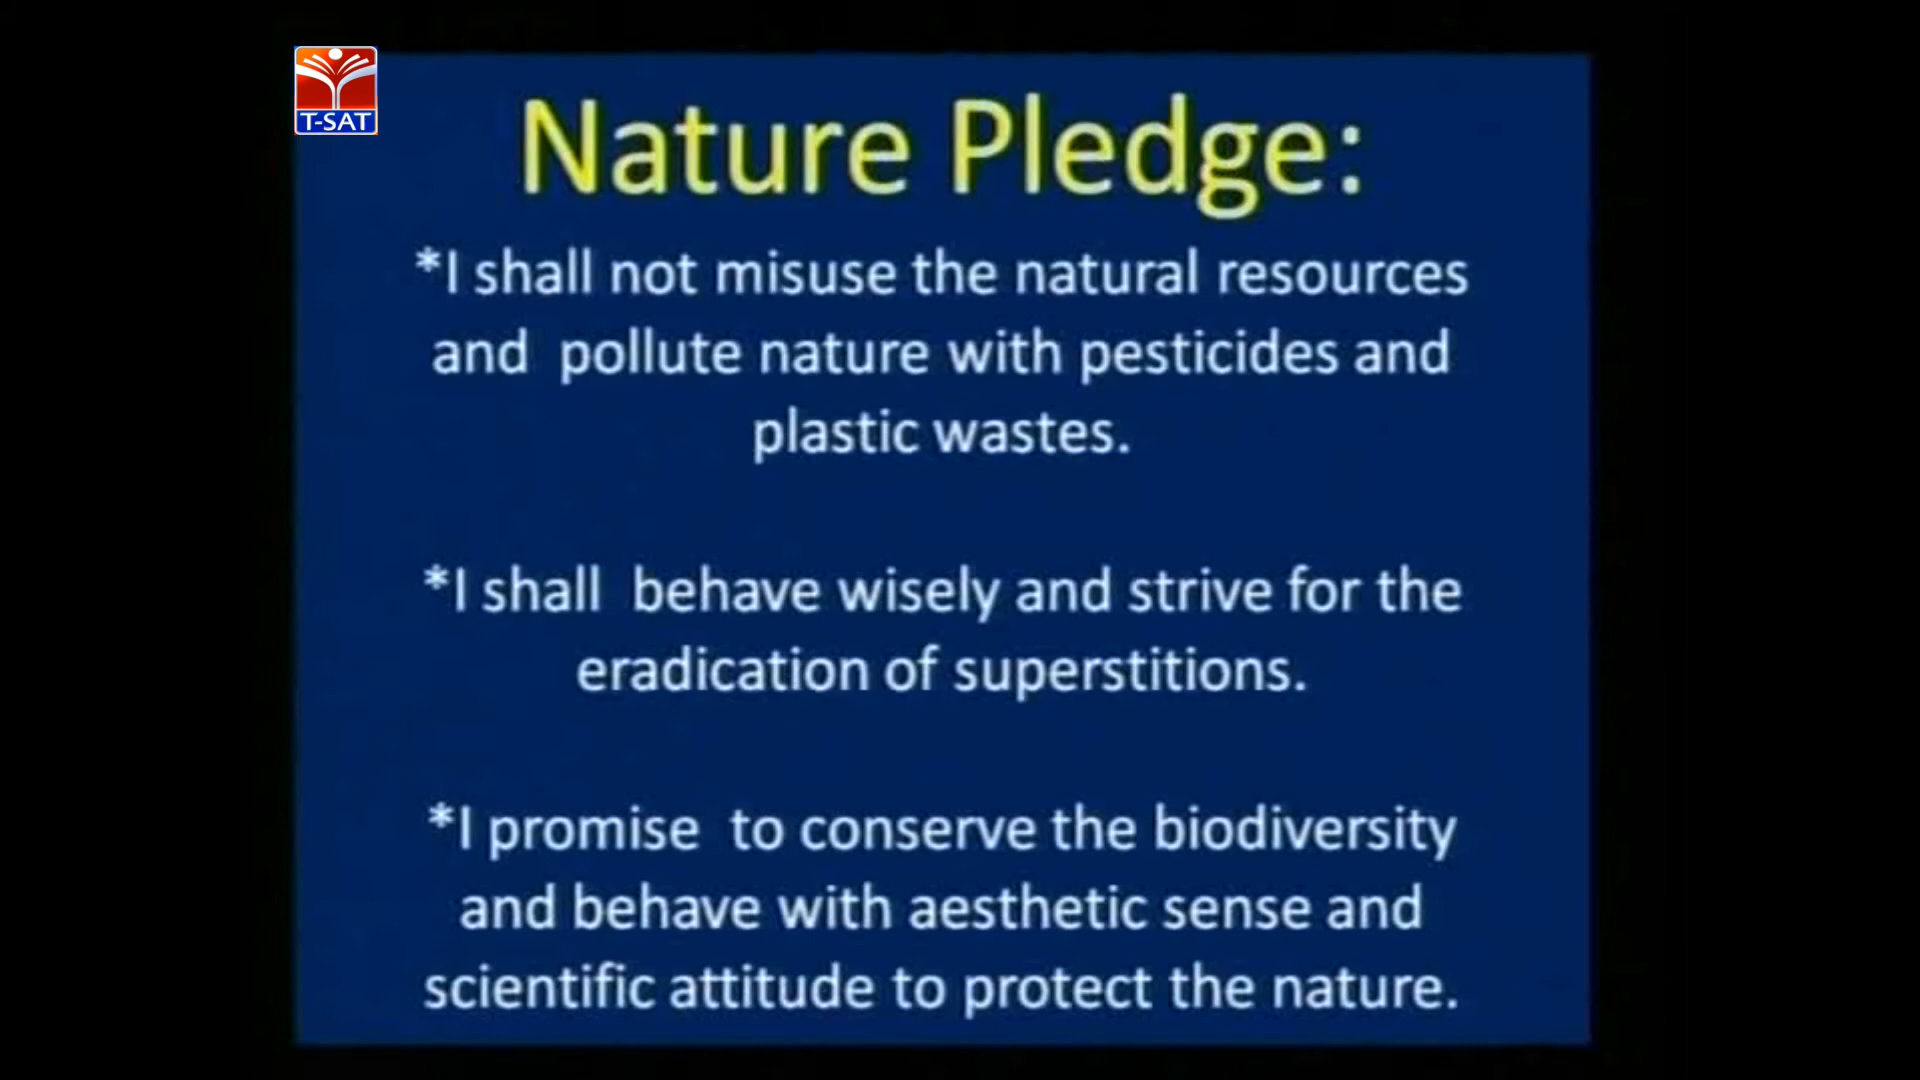 T-SAT
Nature Pledge:
*I shall not misuse the natural resources
and pollute nature with pesticides and
plastic wastes.
*I shall behave wisely and strive for the
eradication of superstitions.
*I promise to conserve the biodiversity
and behave with aesthetic sense and
scientific attitude to protect the nature.